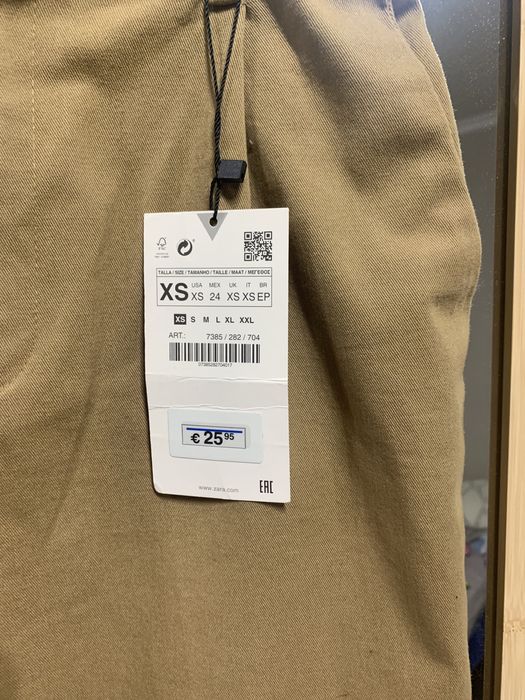 TALLA / SIZE / TAMANHO / TAILLE / MAAT / ΜΕΓΕΘΟΣ
XS USA XS MEX 24 UK XS IT XS BR EP
XS S M L XL XXL
ART.: 7385 / 282 / 704
07385282704017
€ 25 95
www.zara.com EAC